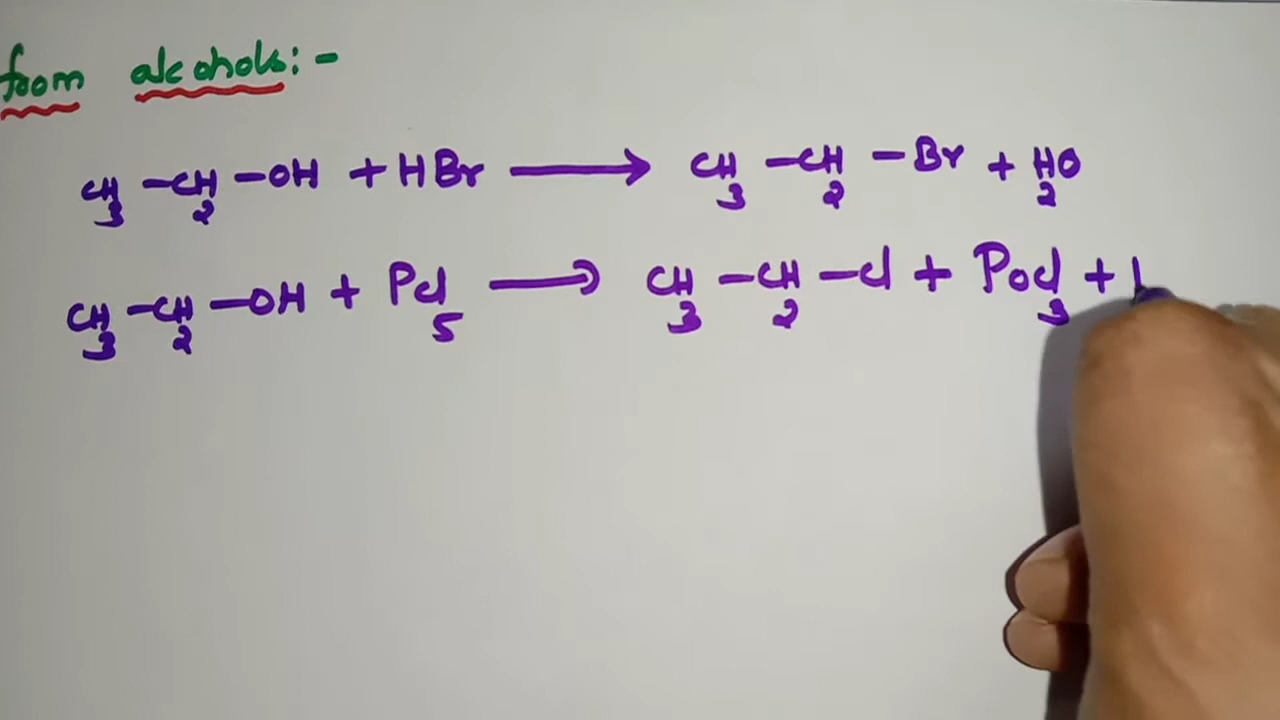 from alcohols:-
CH₃ – CH₂ – OH + HBr ⟶ CH₃ – CH₂ – Br + H₂O
CH₃ – CH₂ – OH + PCl₅ ⟶ CH₃ – CH₂ – Cl + POCl₃ +